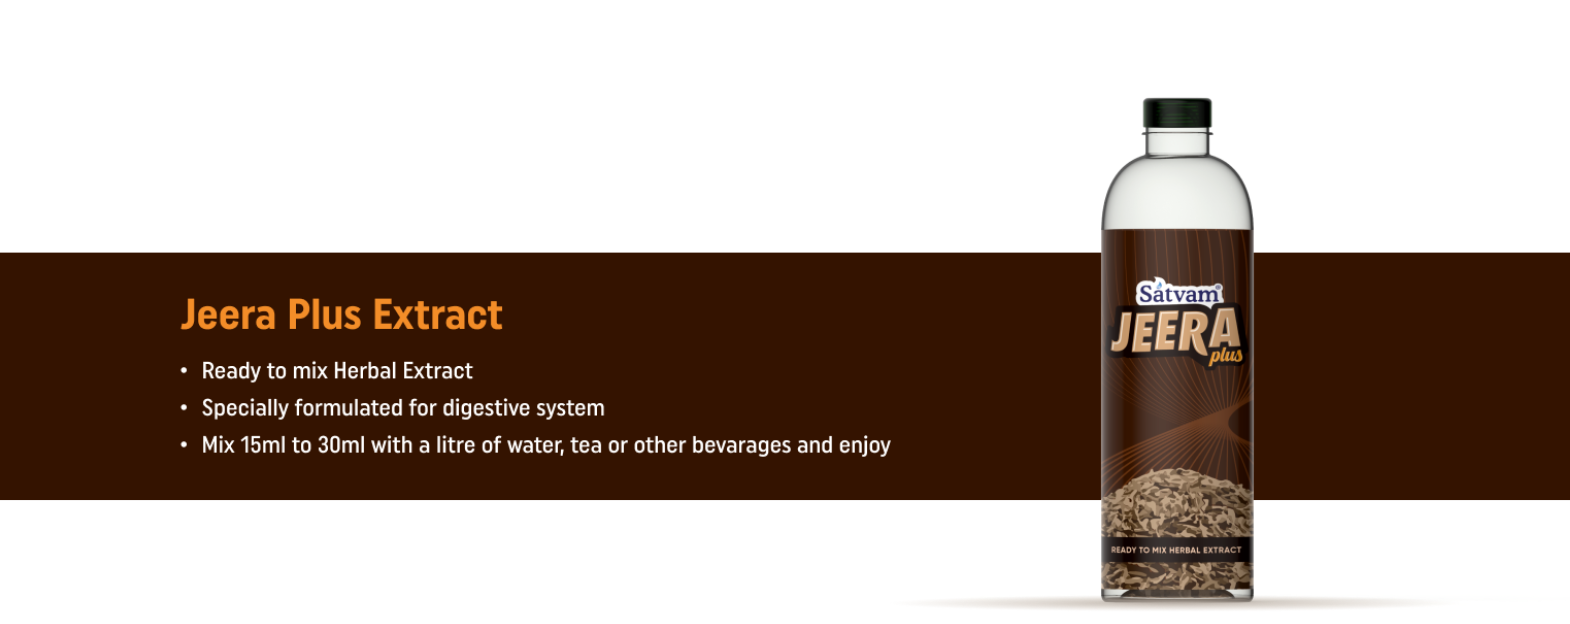 Jeera Plus Extract
• Ready to mix Herbal Extract
• Specially formulated for digestive system
• Mix 15ml to 30ml with a litre of water, tea or other bevarages and enjoy
Satvam®
JEERA
plus
READY TO MIX HERBAL EXTRACT